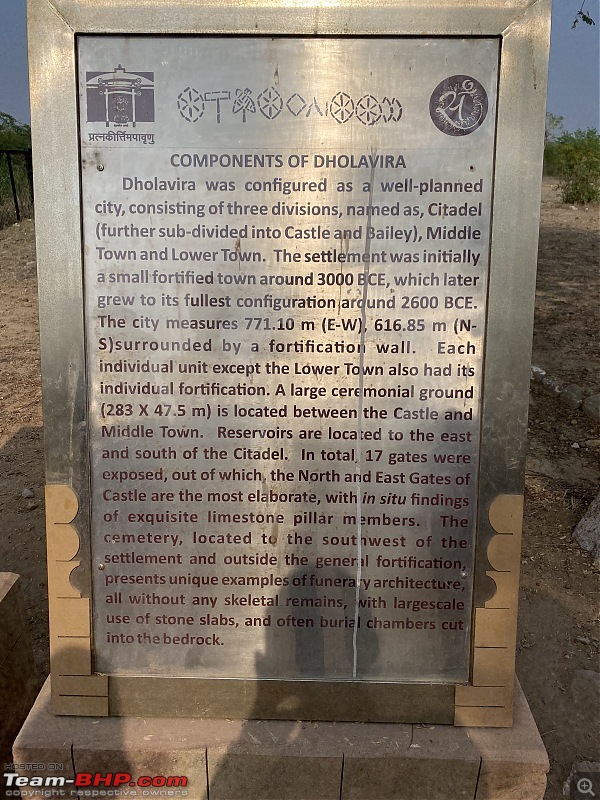 प्रत्नकीर्त्तिमपावृणु
COMPONENTS OF DHOLAVIRA
Dholavira was configured as a well-planned
city, consisting of three divisions, named as, Citadel
(further sub-divided into Castle and Bailey), Middle
Town and Lower Town. The settlement was initially
a small fortified town around 3000 BCE, which later
grew to its fullest configuration around 2600 BCE.
The city measures 771.10 m (E-W), 616.85 m (N-
S)surrounded by a fortification wall. Each
individual unit except the Lower Town also had its
individual fortification. A large ceremonial ground
(283 X 47.5 m) is located between the Castle and
Middle Town. Reservoirs are located to the east
and south of the Citadel. In total, 17 gates were
exposed, out of which, the North and East Gates of
Castle are the most elaborate, with in situ findings
of exquisite limestone pillar members. The
cemetery, located to the southwest of the
settlement and outside the general fortification,
presents unique examples of funerary architecture,
all without any skeletal remains, with largescale
use of stone slabs, and often burial chambers cut
into the bedrock.
HOSTED ON
Team-BHP.com
copyright respective owners